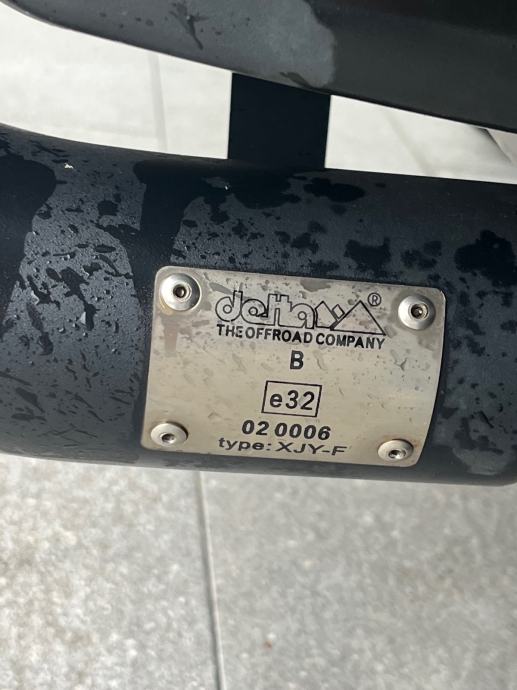 delta ®
THE OFFROAD COMPANY
B
e32
02 0006
type: XJY-F